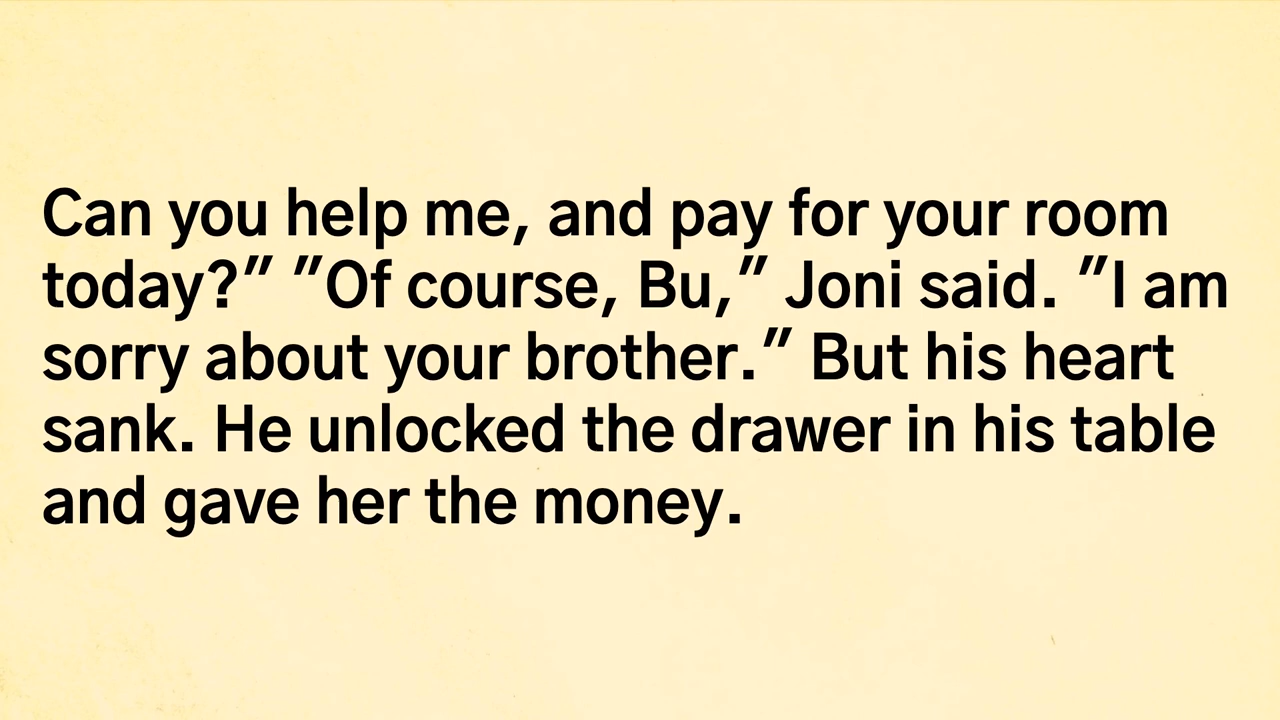 Can you help me, and pay for your room
today?" "Of course, Bu," Joni said. "I am
sorry about your brother." But his heart
sank. He unlocked the drawer in his table
and gave her the money.